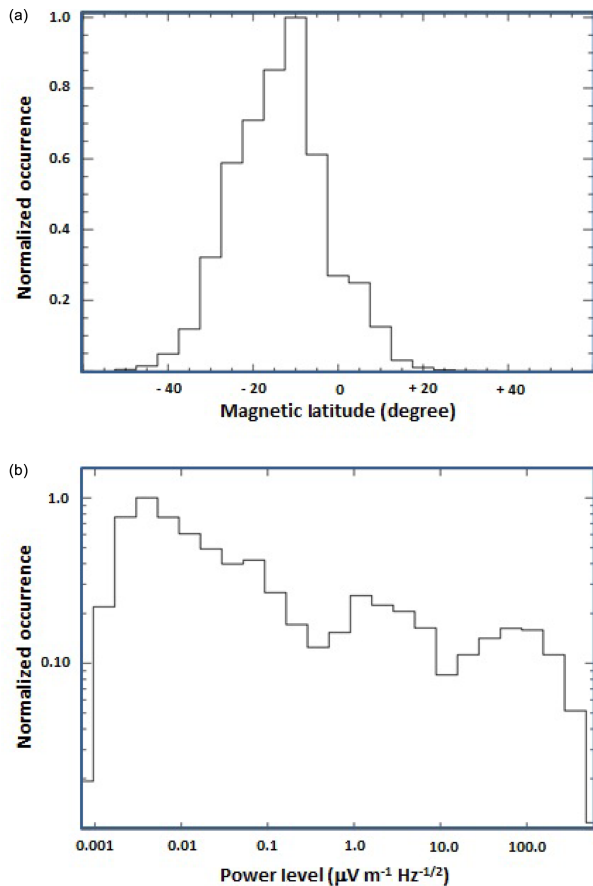 (a)
1.0
0.8
0.6
0.4
0.2
Normalized occurrence
- 40 - 20 0 + 20 + 40
Magnetic latitude (degree)
(b)
1.0
0.10
Normalized occurrence
0.001 0.01 0.1 1.0 10.0 100.0
Power level (µV m⁻¹ Hz⁻¹/²)